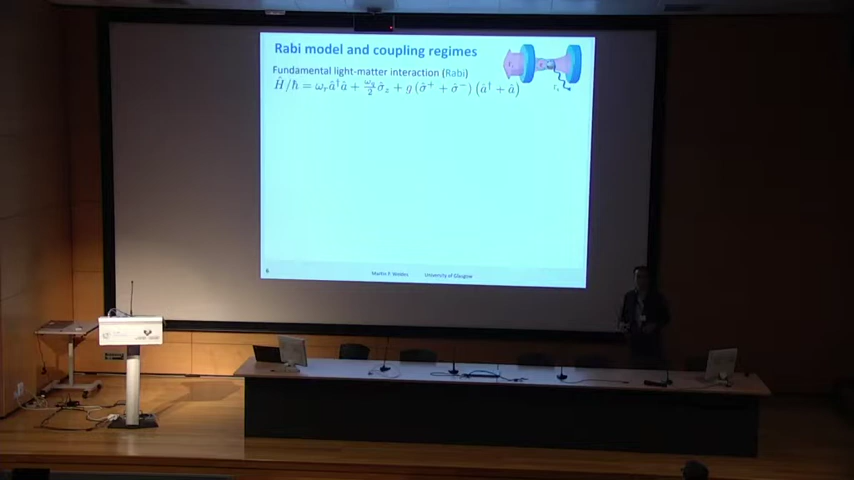 Rabi model and coupling regimes
Fundamental light-matter interaction (Rabi)
Ĥ/ħ = ω_r â†â + ω_q/2 σ̂_z + g (σ̂⁺ + σ̂⁻) (â† + â)
6
Martin P. Weides University of Glasgow